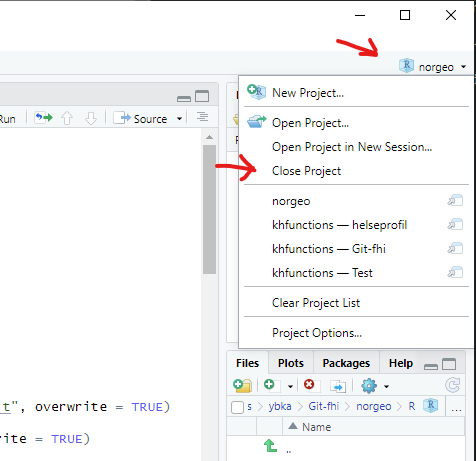 norgeo
New Project...
Run
Source
Open Project...
Open Project in New Session...
Close Project
norgeo
khfunctions — helseprofil
khfunctions — Git-fhi
khfunctions — Test
Clear Project List
Project Options...
Files Plots Packages Help
t", overwrite = TRUE)
s ybka Git-fhi norgeo R ...
Name
rite = TRUE)
..